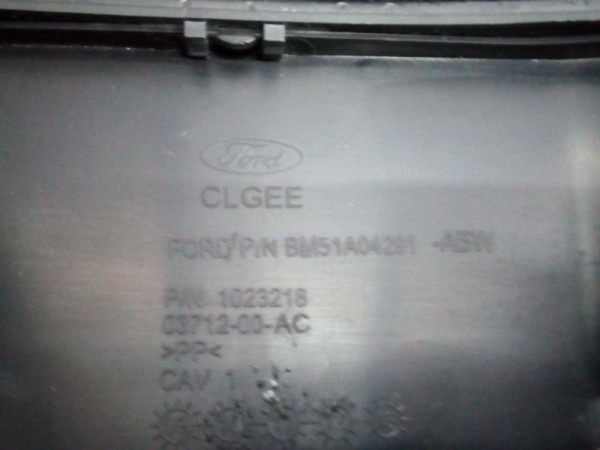 Ford
CLGEE
FORD P/N BM51A04291 -ASW
P/N 1023218
03712-00-AC
>PP<
CAV 1